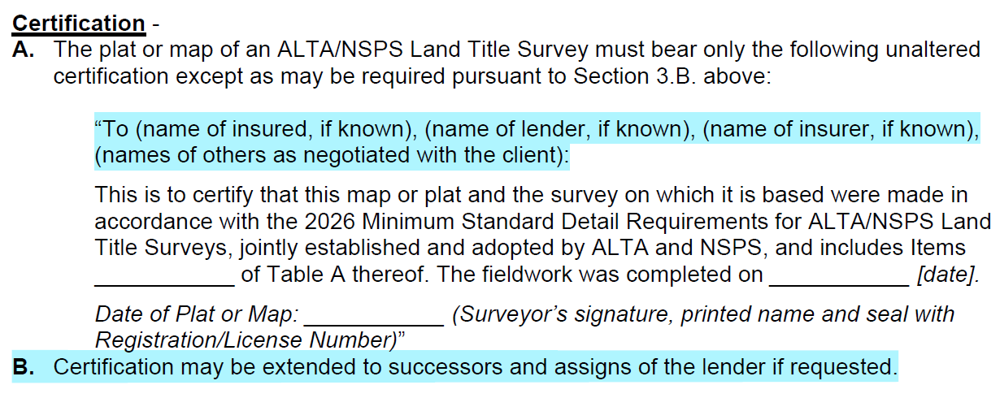 Certification -
A. The plat or map of an ALTA/NSPS Land Title Survey must bear only the following unaltered
certification except as may be required pursuant to Section 3.B. above:
“To (name of insured, if known), (name of lender, if known), (name of insurer, if known),
(names of others as negotiated with the client):
This is to certify that this map or plat and the survey on which it is based were made in
accordance with the 2026 Minimum Standard Detail Requirements for ALTA/NSPS Land
Title Surveys, jointly established and adopted by ALTA and NSPS, and includes Items
____________ of Table A thereof. The fieldwork was completed on ____________ [date].
Date of Plat or Map: ____________ (Surveyor’s signature, printed name and seal with
Registration/License Number)”
B. Certification may be extended to successors and assigns of the lender if requested.